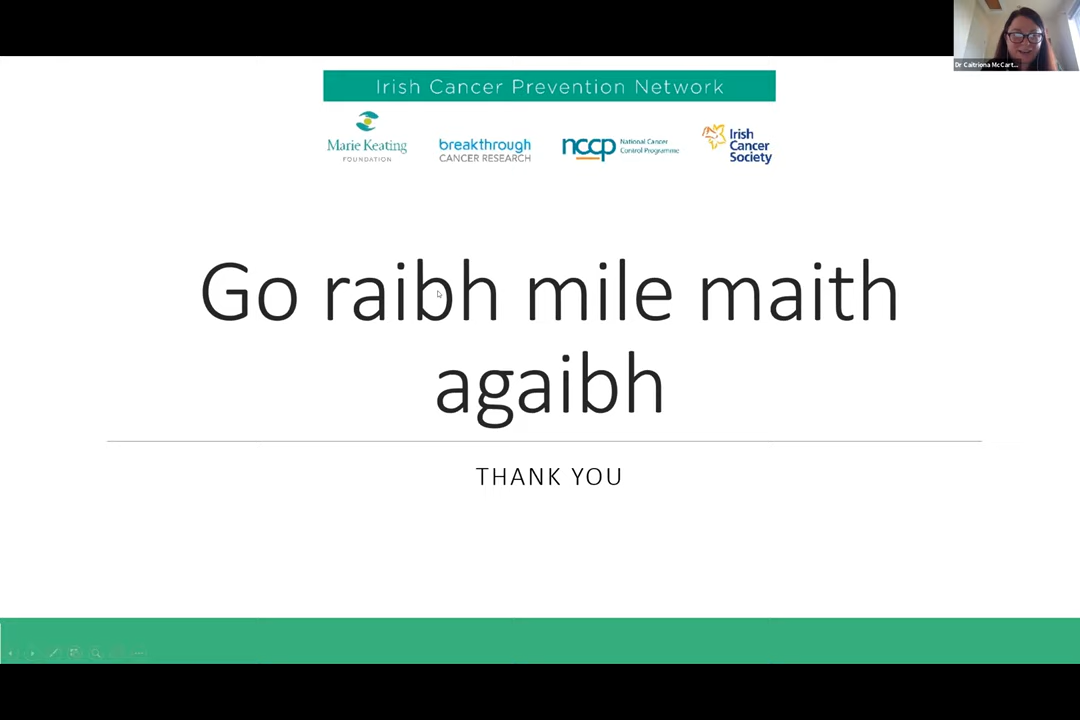 Dr Caitriona McCart...
Irish Cancer Prevention Network
Marie Keating
FOUNDATION
breakthrough
CANCER RESEARCH
nccp
National Cancer
Control Programme
Irish
Cancer
Society
Go raibh mile maith
agaibh
THANK YOU